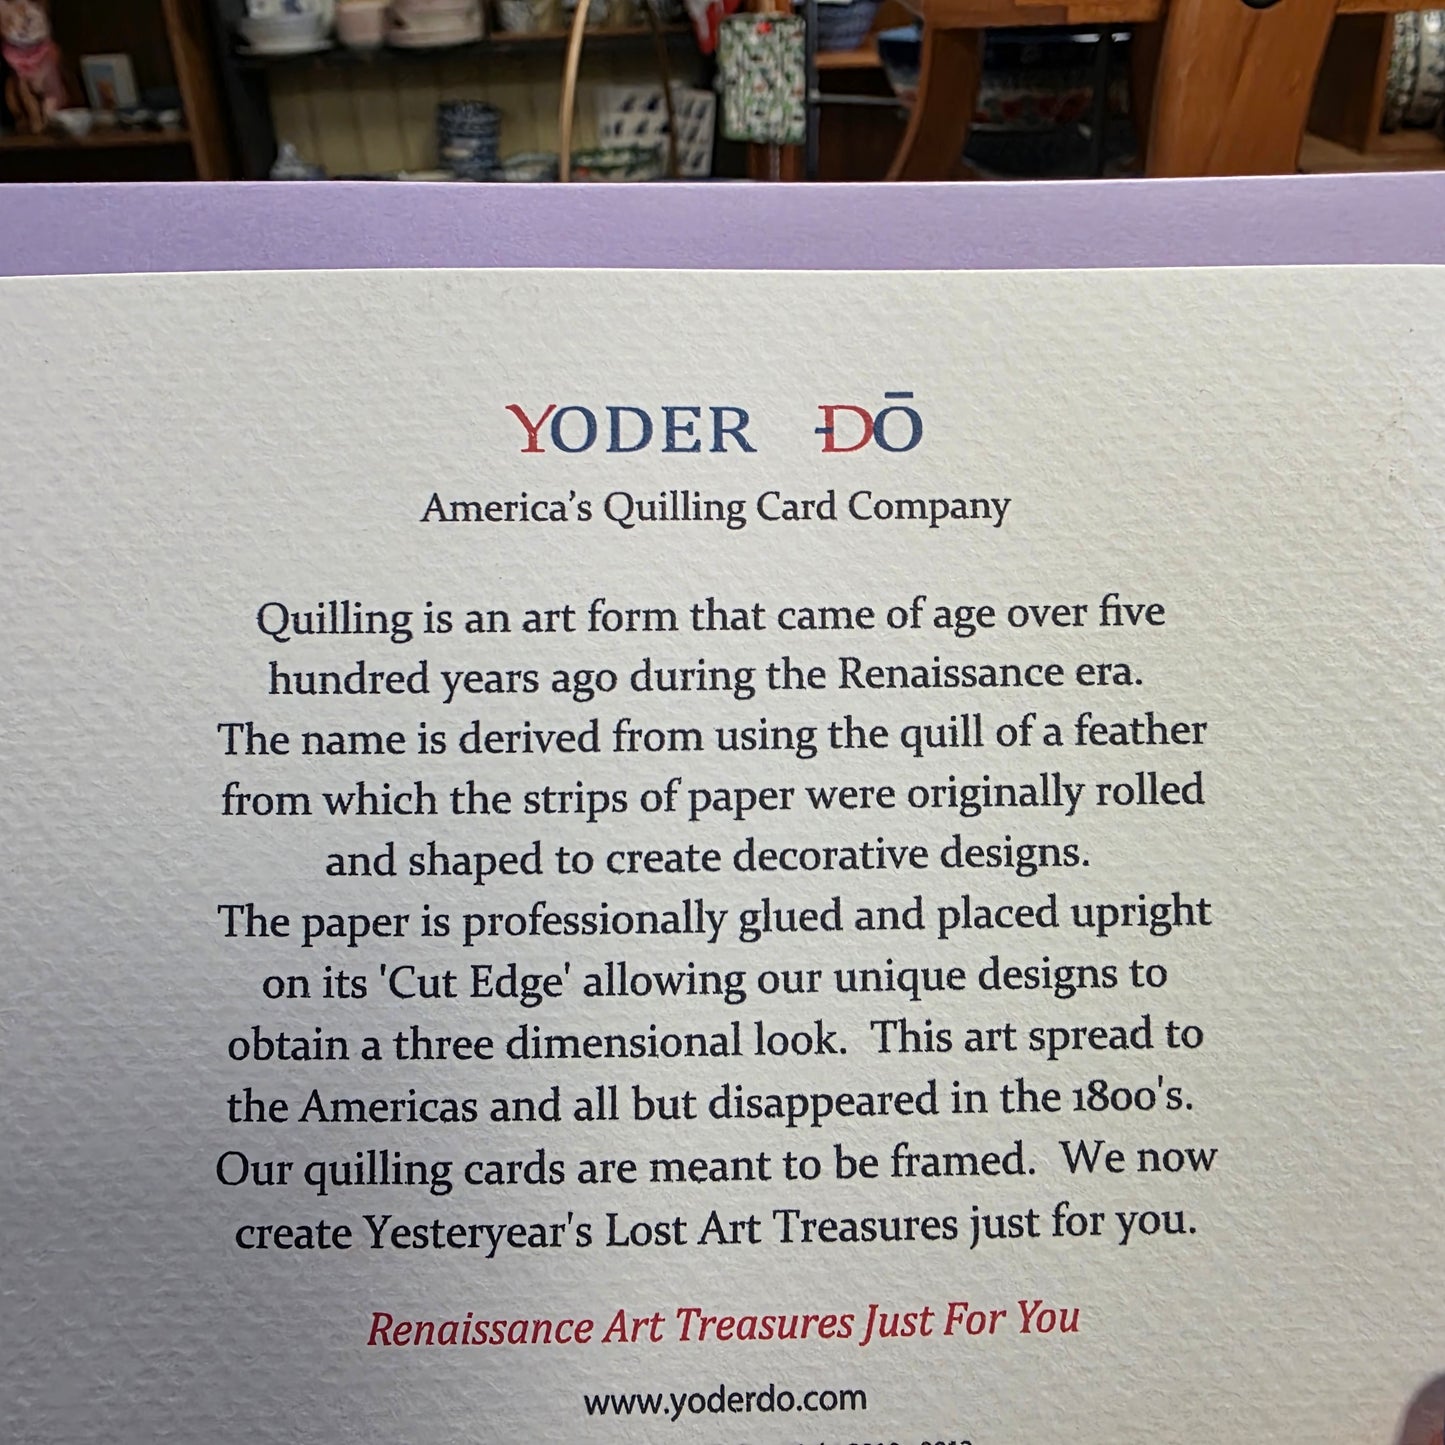 YODER ĐŌ
America’s Quilling Card Company
Quilling is an art form that came of age over five
hundred years ago during the Renaissance era.
The name is derived from using the quill of a feather
from which the strips of paper were originally rolled
and shaped to create decorative designs.
The paper is professionally glued and placed upright
on its 'Cut Edge' allowing our unique designs to
obtain a three dimensional look. This art spread to
the Americas and all but disappeared in the 1800's.
Our quilling cards are meant to be framed. We now
create Yesteryear's Lost Art Treasures just for you.
Renaissance Art Treasures Just For You
www.yoderdo.com